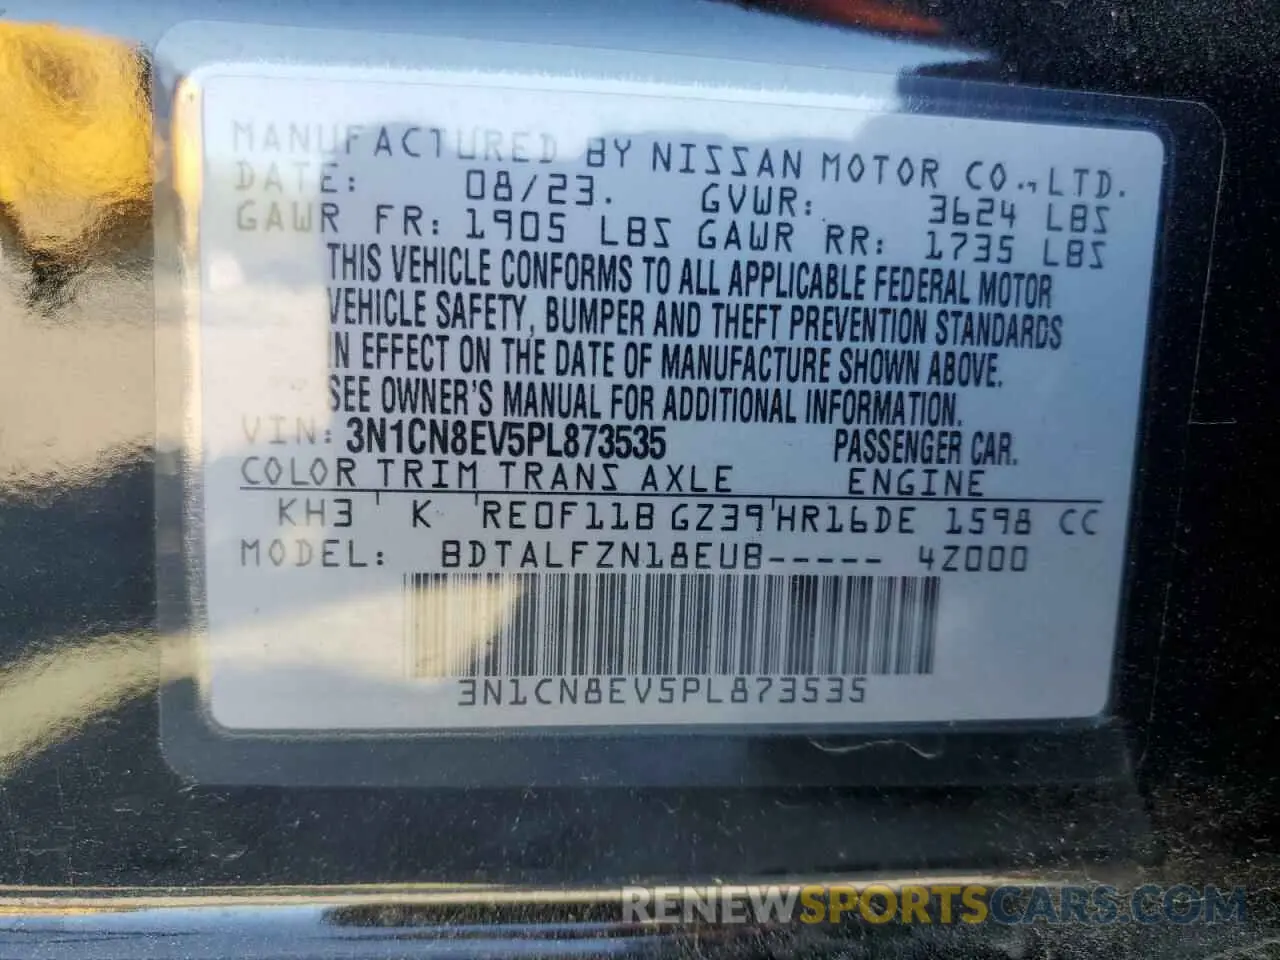 MANUFACTURED BY NISSAN MOTOR CO., LTD.
DATE: 08/23. GVWR: 3624 LBS
GAWR FR: 1905 LBS GAWR RR: 1735 LBS
THIS VEHICLE CONFORMS TO ALL APPLICABLE FEDERAL MOTOR
VEHICLE SAFETY, BUMPER AND THEFT PREVENTION STANDARDS
IN EFFECT ON THE DATE OF MANUFACTURE SHOWN ABOVE.
SEE OWNER'S MANUAL FOR ADDITIONAL INFORMATION.
VIN: 3N1CN8EV5PL873535 PASSENGER CAR.
COLOR TRIM TRANS AXLE ENGINE
KH3 K RE0F11B GZ39 HR16DE 1598 CC
MODEL: BDTALFZN18EUB----- 4Z000
3N1CN8EV5PL873535
RENEWSPORTSCARS.COM